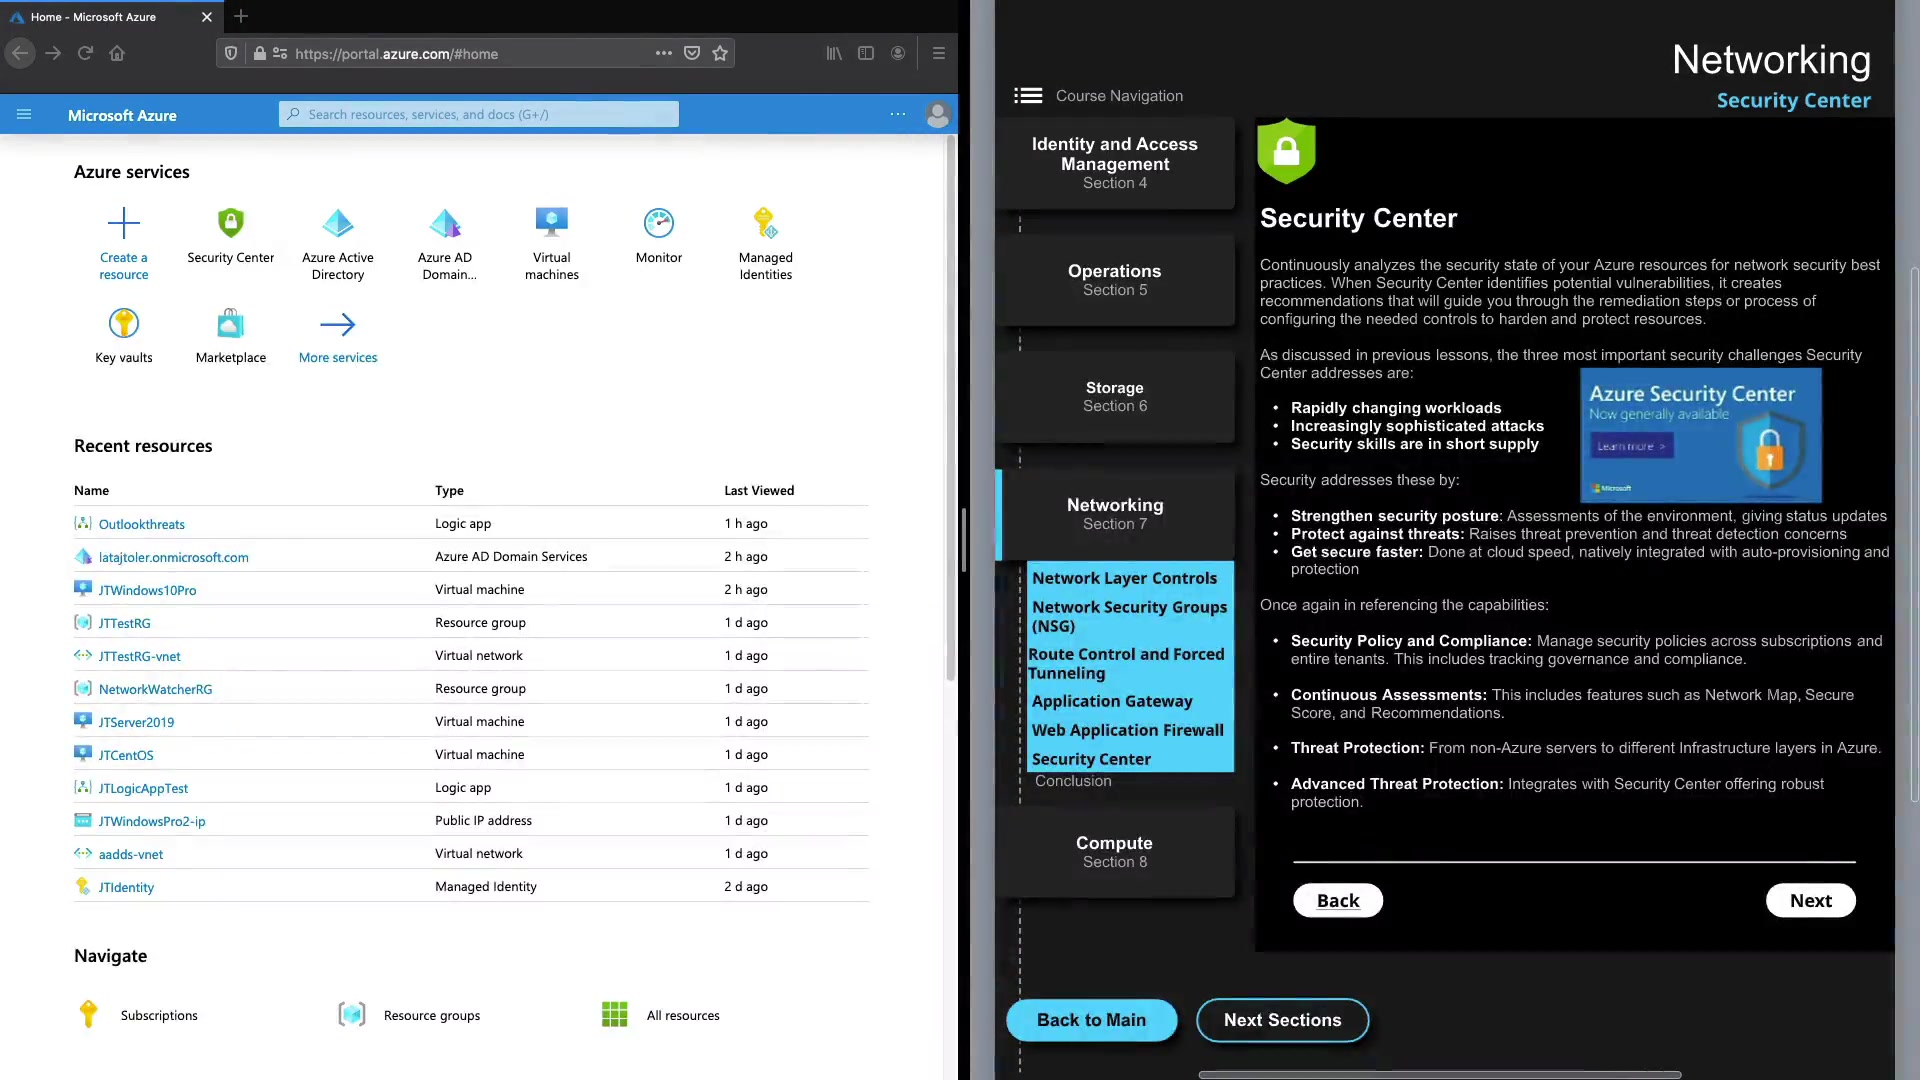 Home - Microsoft Azure
https://portal.azure.com/#home
Microsoft Azure
Search resources, services, and docs (G+/)
Azure services
Create a
resource
Security Center
Azure Active
Directory
Azure AD
Domain...
Virtual
machines
Monitor
Managed
Identities
Key vaults
Marketplace
More services
Recent resources
Name Type Last Viewed
Outlookthreats Logic app 1 h ago
latajtoler.onmicrosoft.com Azure AD Domain Services 2 h ago
JTWindows10Pro Virtual machine 2 h ago
JTTestRG Resource group 1 d ago
JTTestRG-vnet Virtual network 1 d ago
NetworkWatcherRG Resource group 1 d ago
JTServer2019 Virtual machine 1 d ago
JTCentOS Virtual machine 1 d ago
JTLogicAppTest Logic app 1 d ago
JTWindowsPro2-ip Public IP address 1 d ago
aadds-vnet Virtual network 1 d ago
JTIdentity Managed Identity 2 d ago
Navigate
Subscriptions
Resource groups
All resources
Networking
Security Center
Course Navigation
Identity and Access
Management
Section 4
Operations
Section 5
Storage
Section 6
Networking
Section 7
Network Layer Controls
Network Security Groups
(NSG)
Route Control and Forced
Tunneling
Application Gateway
Web Application Firewall
Security Center
Conclusion
Compute
Section 8
Back to Main
Next Sections
Security Center
Continuously analyzes the security state of your Azure resources for network security best
practices. When Security Center identifies potential vulnerabilities, it creates
recommendations that will guide you through the remediation steps or process of
configuring the needed controls to harden and protect resources.
As discussed in previous lessons, the three most important security challenges Security
Center addresses are:
• Rapidly changing workloads
• Increasingly sophisticated attacks
• Security skills are in short supply
Azure Security Center
Now generally available
Learn more >
Microsoft
Security addresses these by:
• Strengthen security posture: Assessments of the environment, giving status updates
• Protect against threats: Raises threat prevention and threat detection concerns
• Get secure faster: Done at cloud speed, natively integrated with auto-provisioning and
protection
Once again in referencing the capabilities:
• Security Policy and Compliance: Manage security policies across subscriptions and
entire tenants. This includes tracking governance and compliance.
• Continuous Assessments: This includes features such as Network Map, Secure
Score, and Recommendations.
• Threat Protection: From non-Azure servers to different Infrastructure layers in Azure.
• Advanced Threat Protection: Integrates with Security Center offering robust
protection.
Back
Next